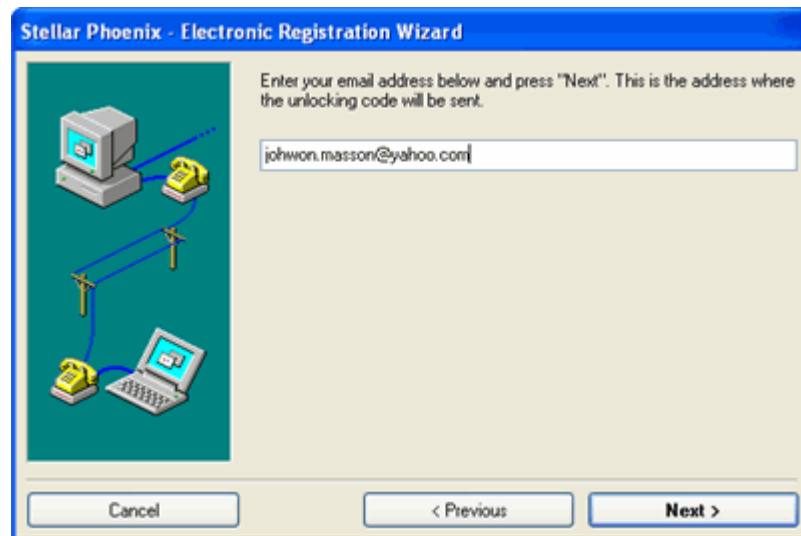 Stellar Phoenix - Electronic Registration Wizard
Enter your email address below and press "Next". This is the address where
the unlocking code will be sent.
johwon.masson@yahoo.com
Cancel
< Previous
Next >